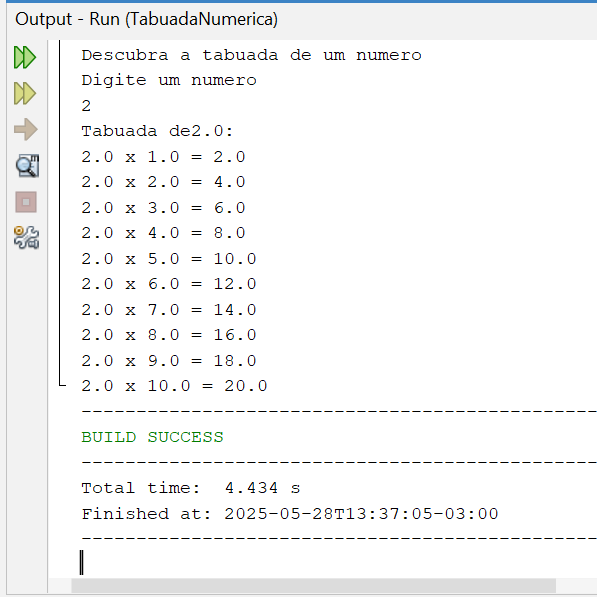 Output - Run (TabuadaNumerica)
Descubra a tabuada de um numero
Digite um numero
2
Tabuada de2.0:
2.0 x 1.0 = 2.0
2.0 x 2.0 = 4.0
2.0 x 3.0 = 6.0
2.0 x 4.0 = 8.0
2.0 x 5.0 = 10.0
2.0 x 6.0 = 12.0
2.0 x 7.0 = 14.0
2.0 x 8.0 = 16.0
2.0 x 9.0 = 18.0
2.0 x 10.0 = 20.0
------------------------------------------------
BUILD SUCCESS
------------------------------------------------
Total time:  4.434 s
Finished at: 2025-05-28T13:37:05-03:00
------------------------------------------------